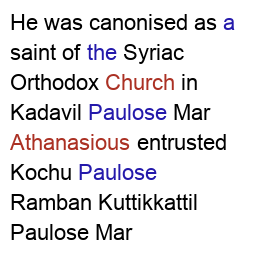 He was canonised as a
saint of the Syriac
Orthodox Church in
Kadavil Paulose Mar
Athanasious entrusted
Kochu Paulose
Ramban Kuttikkattil
Paulose Mar